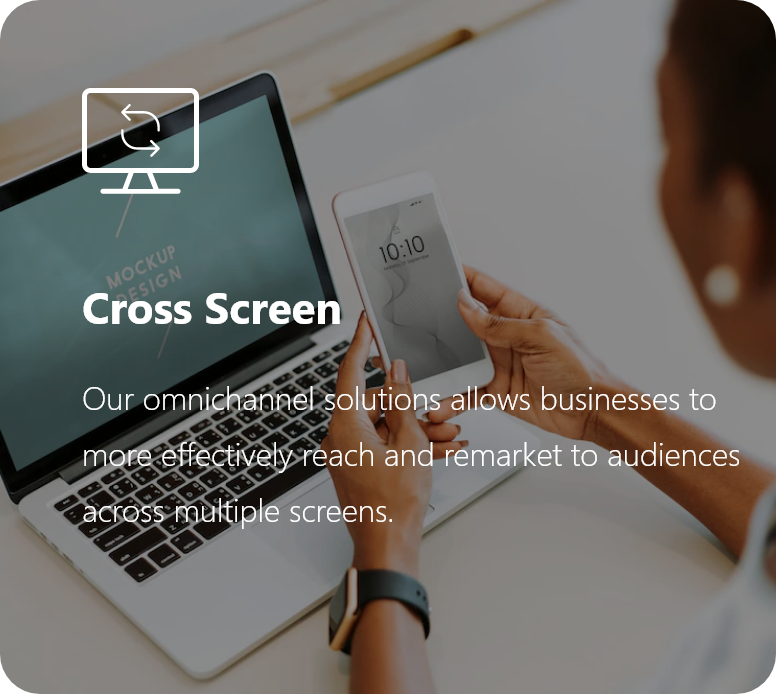 MOCKUP
DESIGN
10:10
Cross Screen
Our omnichannel solutions allows businesses to
more effectively reach and remarket to audiences
across multiple screens.